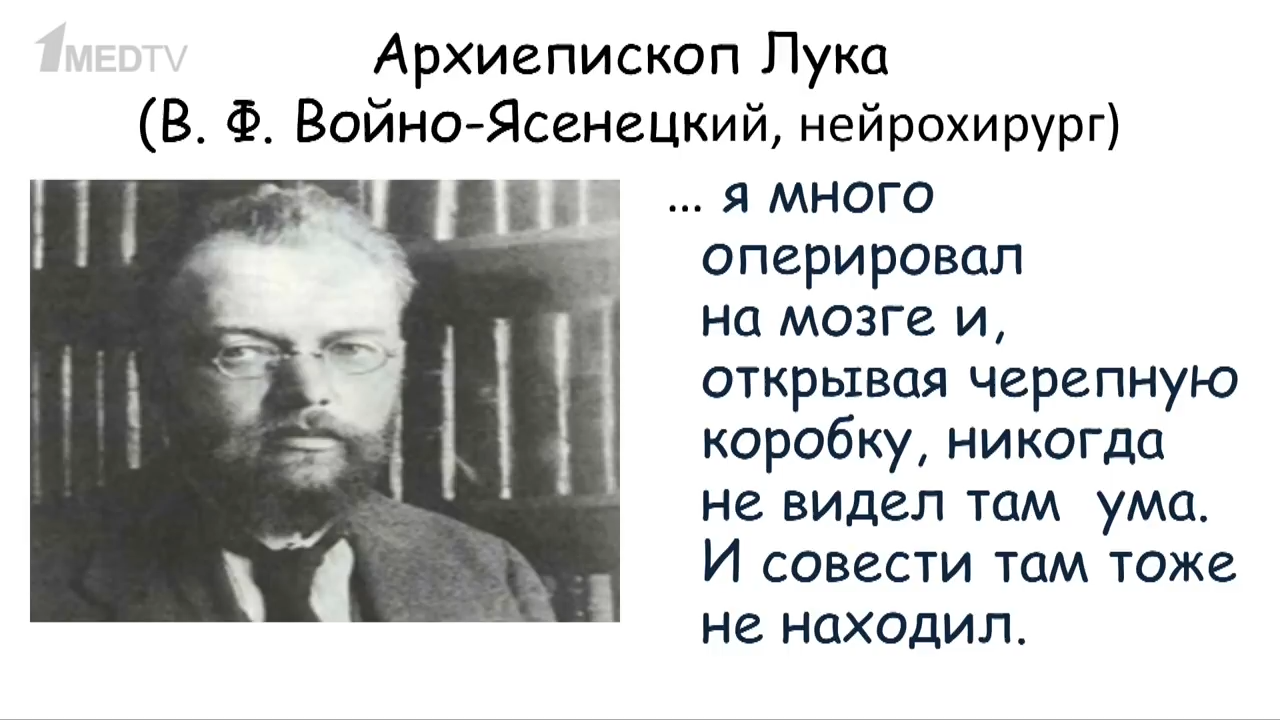 1MEDTV
Архиепископ Лука
(В. Ф. Войно-Ясенецкий, нейрохирург)
... я много
оперировал
на мозге и,
открывая черепную
коробку, никогда
не видел там ума.
И совести там тоже
не находил.